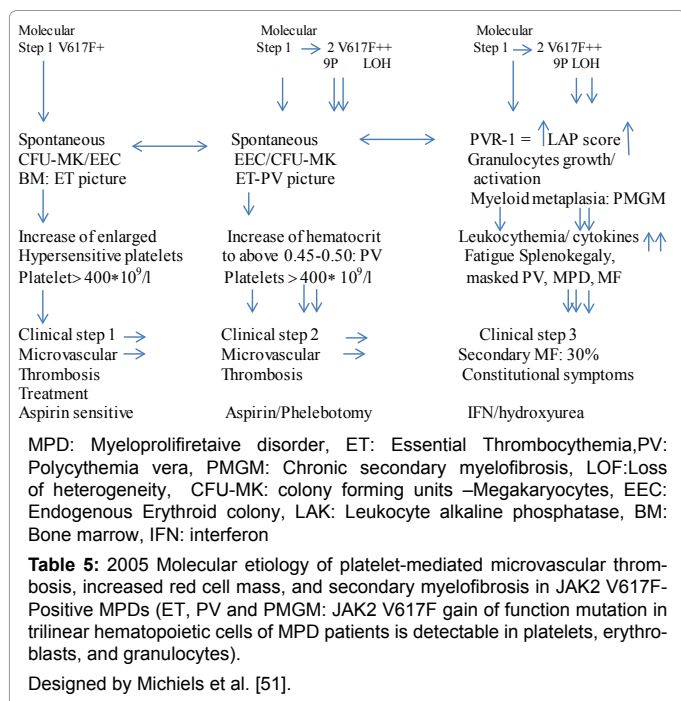 Molecular
Step 1 V617F+
Spontaneous
CFU-MK/EEC
BM: ET picture
Increase of enlarged
Hypersensitive platelets
Platelet> 400*10⁹/l
Clinical step 1
Microvascular
Thrombosis
Treatment
Aspirin sensitive
Molecular
Step 1 → 2 V617F++
9P LOH
Spontaneous
EEC/CFU-MK
ET-PV picture
Increase of hematocrit
to above 0.45-0.50: PV
Platelets> 400* 10⁹/l
Clinical step 2
Microvascular
Thrombosis
Aspirin/Phelebotomy
Molecular
Step 1 → 2 V617F++
9P LOH
PVR-1 = ↑ LAP score ↑
Granulocytes growth/
activation
Myeloid metaplasia: PMGM
Leukocythemia/ cytokines ↑↑
Fatigue Splenokegaly,
masked PV, MPD, MF
Clinical step 3
Secondary MF: 30%
Constitutional symptoms
IFN/hydroxyurea
MPD: Myeloprolifiretaive disorder, ET: Essential Thrombocythemia,PV:
Polycythemia vera, PMGM: Chronic secondary myelofibrosis, LOF:Loss
of heterogeneity, CFU-MK: colony forming units –Megakaryocytes, EEC:
Endogenous Erythroid colony, LAK: Leukocyte alkaline phosphatase, BM:
Bone marrow, IFN: interferon
Table 5: 2005 Molecular etiology of platelet-mediated microvascular throm-
bosis, increased red cell mass, and secondary myelofibrosis in JAK2 V617F-
Positive MPDs (ET, PV and PMGM: JAK2 V617F gain of function mutation in
trilinear hematopoietic cells of MPD patients is detectable in platelets, erythro-
blasts, and granulocytes).
Designed by Michiels et al. [51].